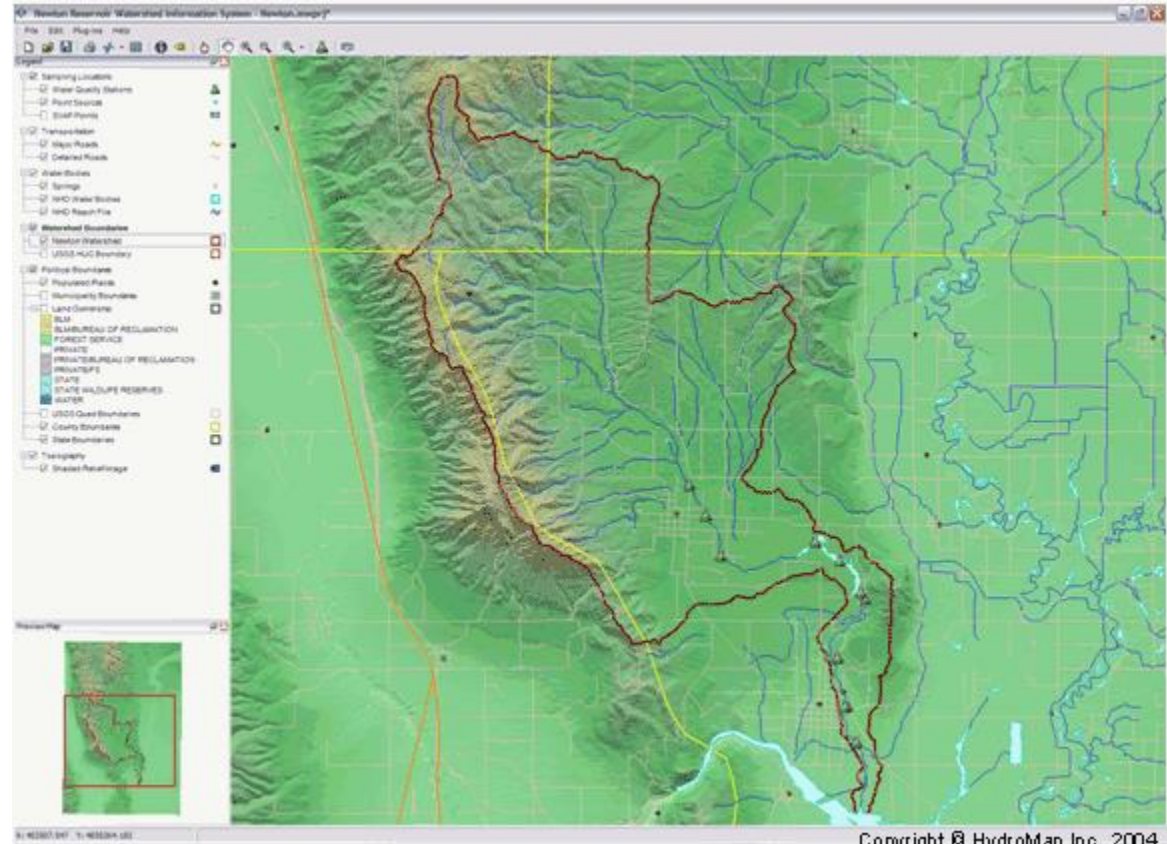 Newton Reservoir Watershed Information System - Newton.mwprj*
File Edit Plug-ins Help
Legend
Sampling Locations
Water Quality Stations
Point Sources
Transportation
Major Roads
Detailed Roads
Water Bodies
Springs
NHD Water Bodies
NHD Reach File
Watershed Boundaries
Newton Watershed
USGS HUC Boundary
Political Boundaries
Populated Places
Municipality Boundaries
Land Ownership
BLM
BLM/BUREAU OF RECLAMATION
FOREST SERVICE
PRIVATE
PRIVATE/BUREAU OF RECLAMATION
PRIVATE/FS
STATE
STATE WILDLIFE RESERVES
WATER
USGS Quad Boundaries
County Boundaries
State Boundaries
Topography
Shaded Relief Image
Preview Map
Copyright © HydroMap Inc. 2004